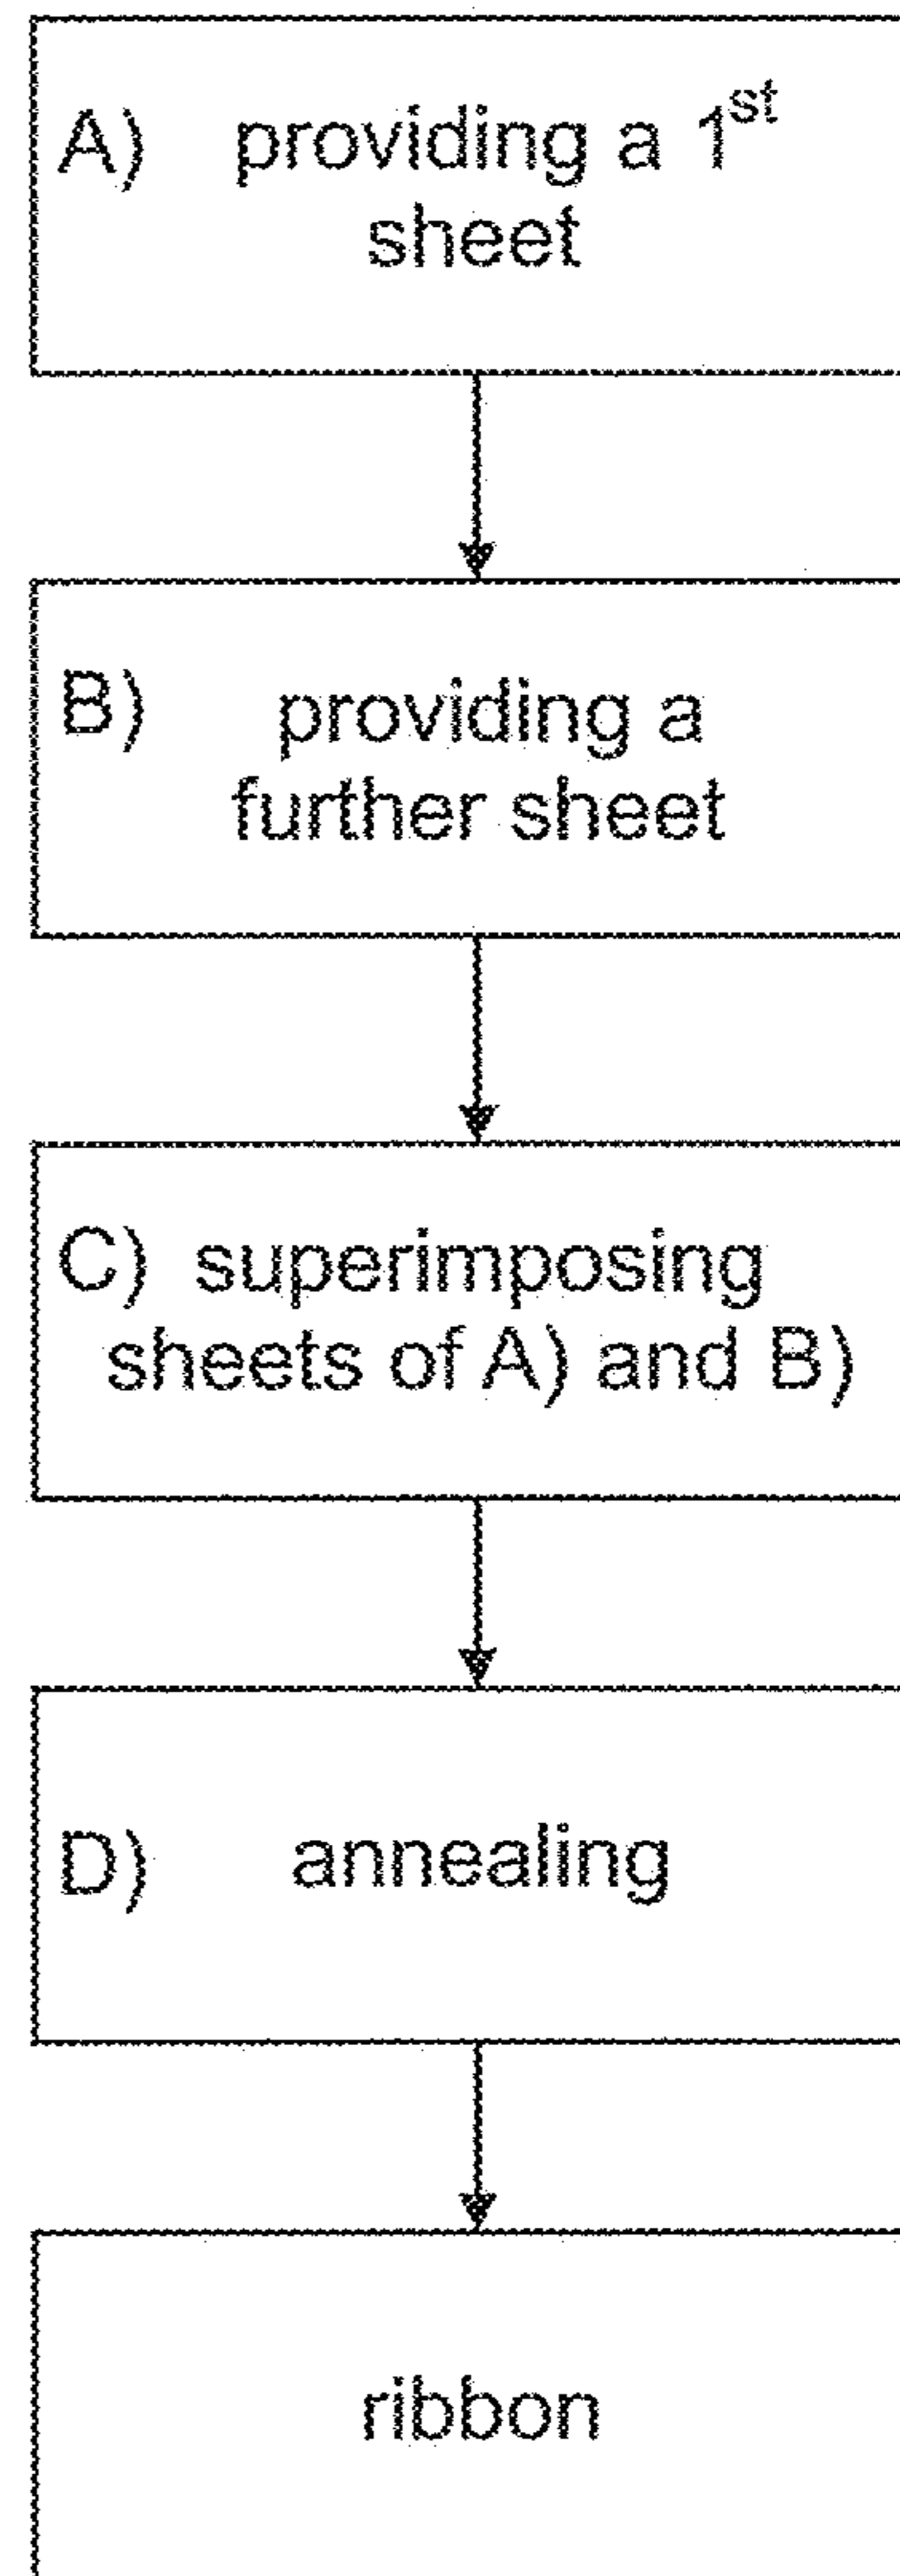 A) providing a 1st
sheet
B) providing a
further sheet
C) superimposing
sheets of A) and B)
D) annealing
ribbon